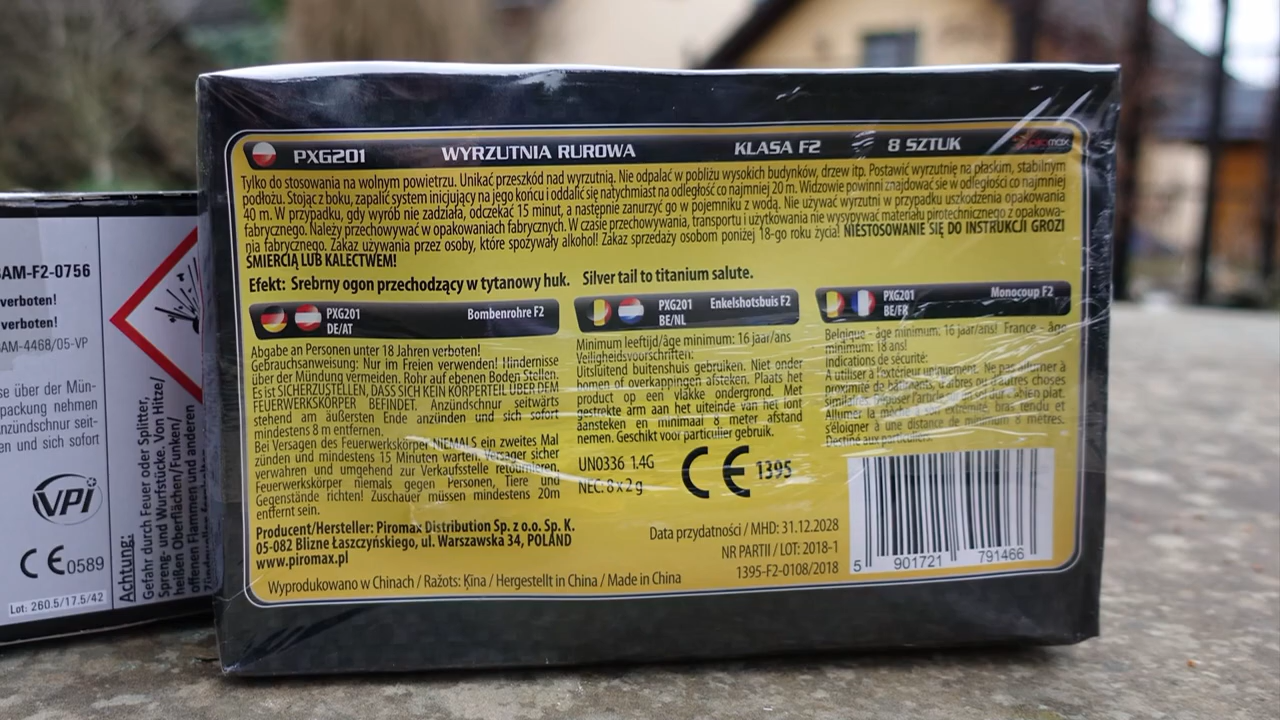 PXG201 WYRZUTNIA RUROWA KLASA F2 8 SZTUK
Tylko do stosowania na wolnym powietrzu. Unikać przeszkód nad wyrzutnią. Nie odpalać w pobliżu wysokich budynków, drzew itp. Postawić wyrzutnię na płaskim, stabilnym
podłożu. Stojąc z boku, zapalić system inicjujący na jego końcu i oddalić się natychmiast na odległość co najmniej 20 m. Widzowie powinni znajdować się w odległości co najmniej
40 m. W przypadku, gdy wyrób nie zadziała, odczekać 15 minut, a następnie zanurzyć go w pojemniku z wodą. Nie używać wyrzutni w przypadku uszkodzenia opakowania
fabrycznego. Należy przechowywać w opakowaniach fabrycznych. W czasie przechowywania, transportu i użytkowania nie wysypywać materiału pirotechnicznego z opakowa-
nia fabrycznego. Zakaz używania przez osoby, które spożywały alkohol! Zakaz sprzedaży osobom poniżej 18-go roku życia! NIESTOSOWANIE SIĘ DO INSTRUKCJI GROZI
ŚMIERCIĄ LUB KALECTWEM!
Efekt: Srebrny ogon przechodzący w tytanowy huk. Silver tail to titanium salute.
PXG201 Bombenrohre F2
DE/AT
Abgabe an Personen unter 18 Jahren verboten!
Gebrauchsanweisung: Nur im Freien verwenden! Hindernisse
über der Mündung vermeiden. Rohr auf ebenen Boden Stellen.
Es ist SICHERZUSTELLEN, DASS SICH KEIN KÖRPERTEIL ÜBER DEM
FEUERWERKSKÖRPER BEFINDET. Anzündschnur seitwärts
stehend am äußersten Ende anzünden und sich sofort
mindestens 8 m entfernen.
Bei Versagen des Feuerwerkskörper NIEMALS ein zweites Mal
zünden und mindestens 15 Minuten warten. Versager sicher
verwahren und umgehend zur Verkaufsstelle retournieren.
Feuerwerkskörper niemals gegen Personen, Tiere und
Gegenstände richten! Zuschauer müssen mindestens 20m
entfernt sein.
PXG201 Enkelshotsbuis F2
BE/NL
Minimum leeftijd/âge minimum: 16 jaar/ans
Veiligheidsvoorschriften:
Uitsluitend buitenshuis gebruiken. Niet onder
bomen of overkappingen afsteken. Plaats het
product op een vlakke ondergrond. Met
gestrekte arm aan het uiteinde van het lont
aansteken en minimaal 8 meter afstand
nemen. Geschikt voor particulier gebruik.
UN0336 1.4G
NEC: 8 x 2 g
CE 1395
PXG201 Monocoup F2
BE/FR
Belgique - âge minimum: 16 jaar/ans! France - âge
minimum: 18 ans!
Indications de sécurité:
A utiliser à l'extérieur uniquement. Ne pas allumer à
proximité de bâtiments, arbres ou autres choses
similaires. l'article sol dur à bien plat.
Allumer la mèche à son extrémité, bras tendu et
s'éloigner à une distance de minimum 8 mètres.
Destiné aux particuliers.
5 901721 791466
Producent/Hersteller: Piromax Distribution Sp. z o.o. Sp. K.
05-082 Blizne Łaszczyńskiego, ul. Warszawska 34, POLAND
www.piromax.pl
Data przydatności / MHD: 31.12.2028
NR PARTII / LOT: 2018-1
1395-F2-0108/2018
Wyprodukowano w Chinach / Ražots: Ķīna / Hergestellt in China / Made in China
BAM-F2-0756
verboten!
verboten!
AM-4468/05-VP
se über der Mün-
packung nehmen
nzündschnur seit-
en und sich sofort
VPI
CE 0589
Lot: 260.5/17.5/42
Achtung:
Gefahr durch Feuer oder Splitter,
Spreng- und Wurfstücke. Von Hitze/
heißen Oberflächen/Funken/
offenen Flammen und anderen